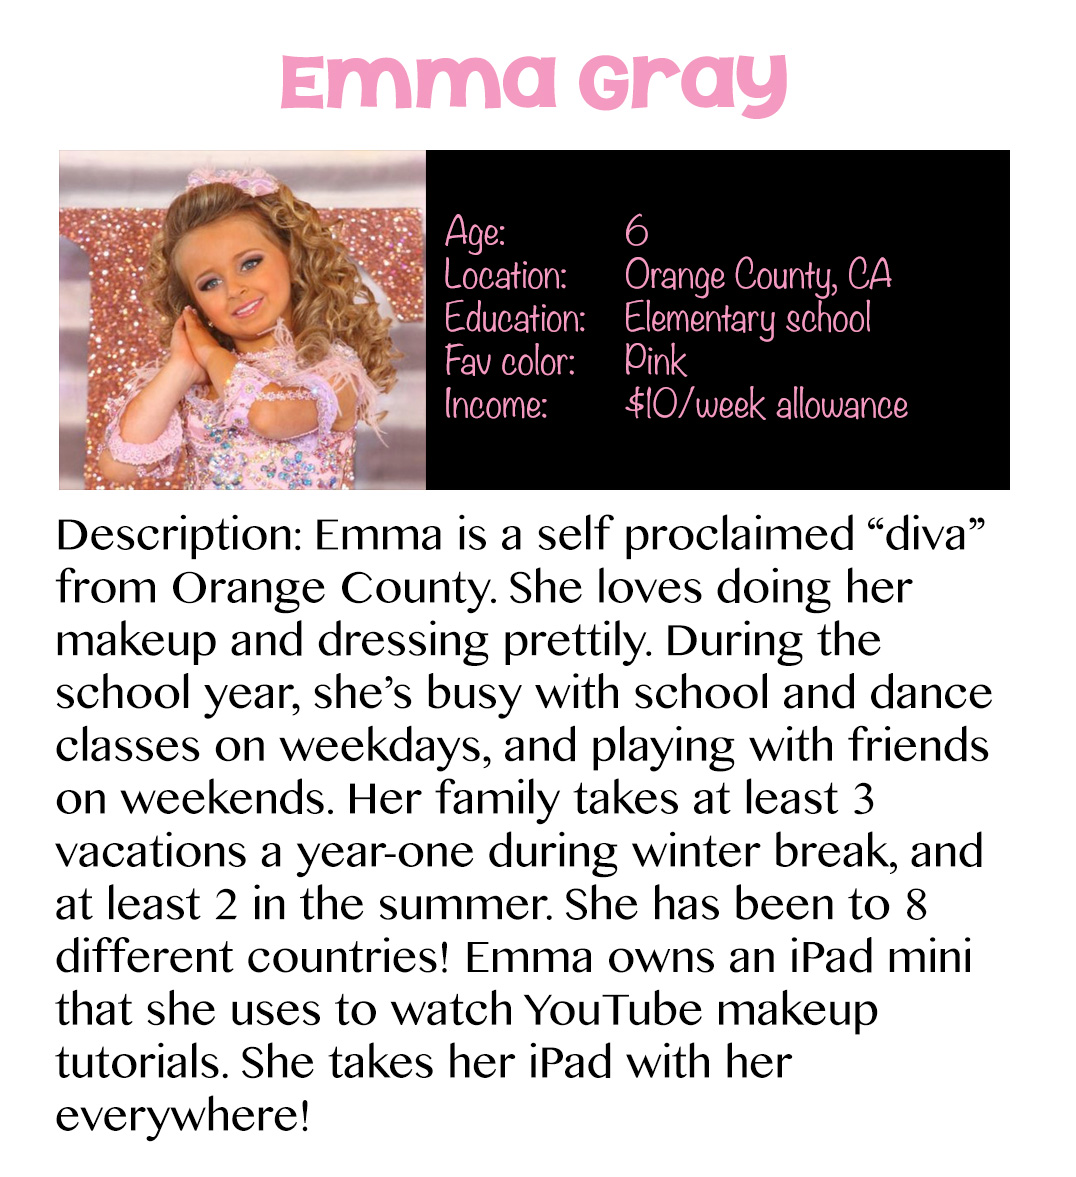 Emma Gray
Age: 6
Location: Orange County, CA
Education: Elementary school
Fav color: Pink
Income: $10/week allowance
Description: Emma is a self proclaimed “diva”
from Orange County. She loves doing her
makeup and dressing prettily. During the
school year, she’s busy with school and dance
classes on weekdays, and playing with friends
on weekends. Her family takes at least 3
vacations a year-one during winter break, and
at least 2 in the summer. She has been to 8
different countries! Emma owns an iPad mini
that she uses to watch YouTube makeup
tutorials. She takes her iPad with her
everywhere!